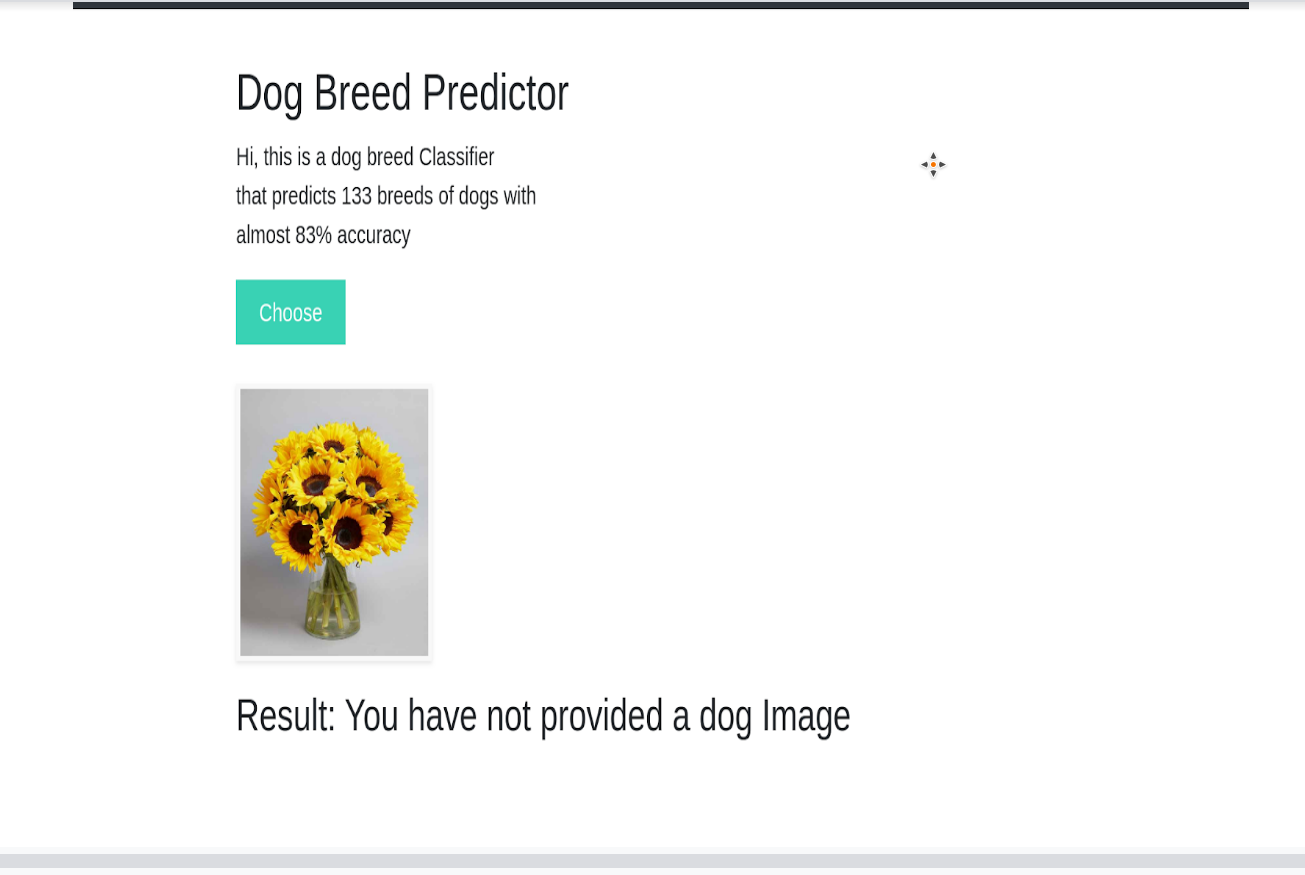 Dog Breed Predictor
Hi, this is a dog breed Classifier
that predicts 133 breeds of dogs with
almost 83% accuracy
Choose
Result: You have not provided a dog Image